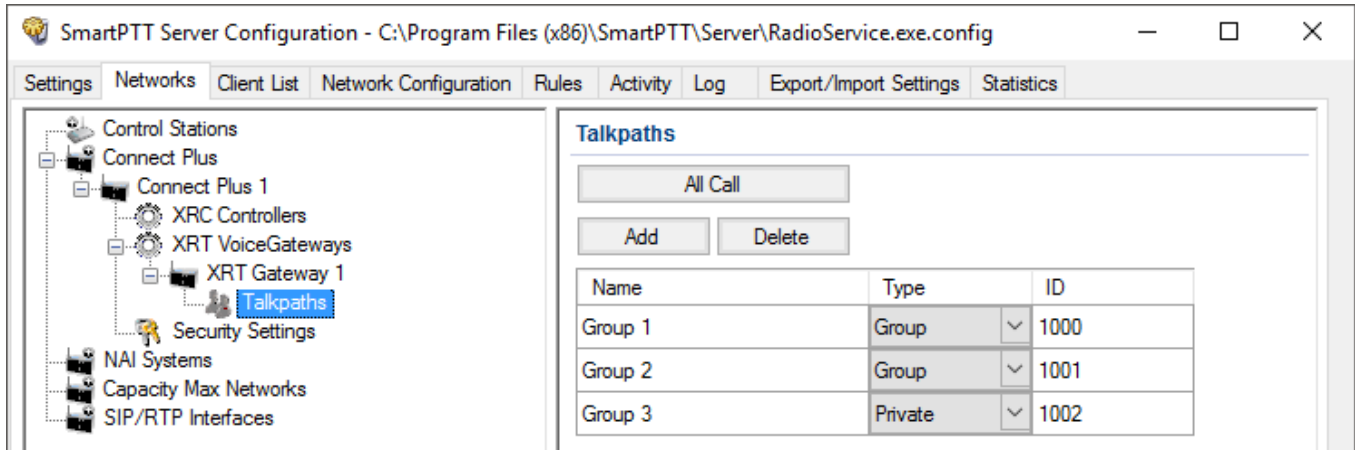 SmartPTT Server Configuration - C:\Program Files (x86)\SmartPTT\Server\RadioService.exe.config
Settings Networks Client List Network Configuration Rules Activity Log Export/Import Settings Statistics
Control Stations
Connect Plus
Connect Plus 1
XRC Controllers
XRT VoiceGateways
XRT Gateway 1
Talkpaths
Security Settings
NAI Systems
Capacity Max Networks
SIP/RTP Interfaces
Talkpaths
All Call
Add Delete
Name Type ID
Group 1 Group 1000
Group 2 Group 1001
Group 3 Private 1002